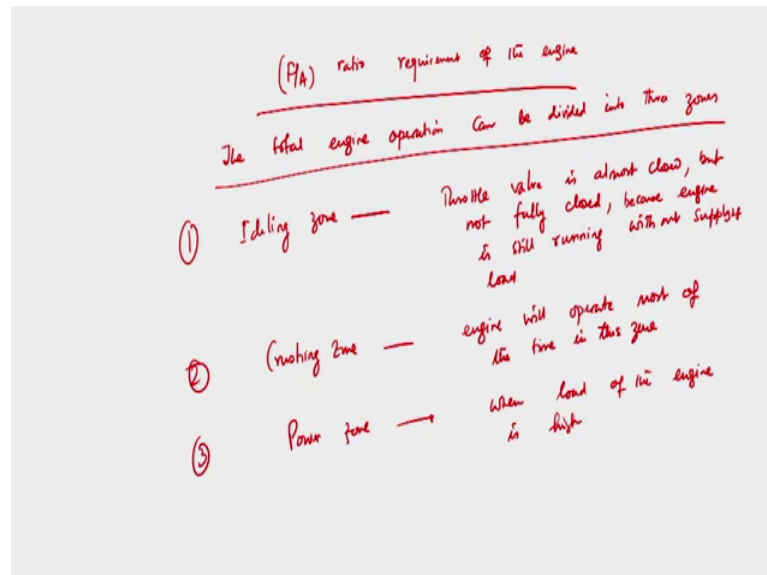 (F/A) ratio requirement of the engine
The total engine operation can be divided into three zones
① Ideling zone — Throttle valve is almost close, but
not fully closed, because engine
is still running without supply of
load
② Crushing zone — engine will operate most of
the time in this zone
③ Power zone → when load of the engine
is high